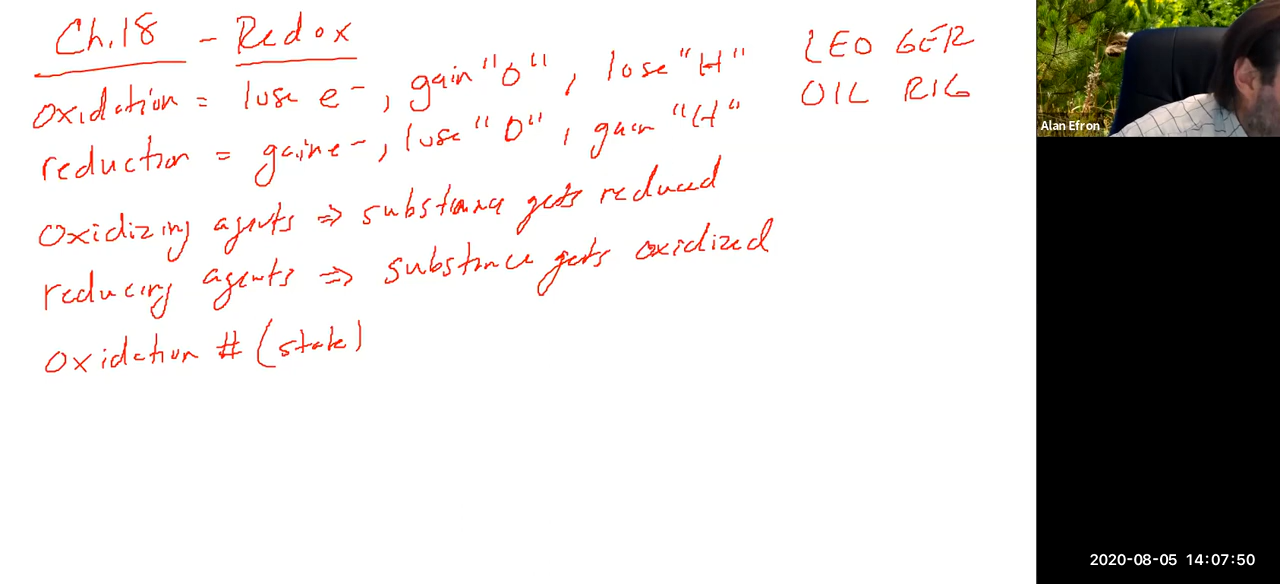 Ch.18 - Redox
LEO GER
OIL RIG
oxidation = lose e-, gain "O", lose "H"
reduction = gain e-, lose "O", gain "H"
oxidizing agents => substance gets reduced
reducing agents => substance gets oxidized
oxidation # (state)
Alan Efron
2020-08-05 14:07:50